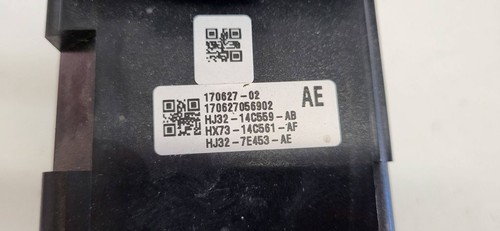 170627-02
AE
170627056902
HJ32-14C559-AB
HX73-14C561-AF
HJ32-7E453-AE